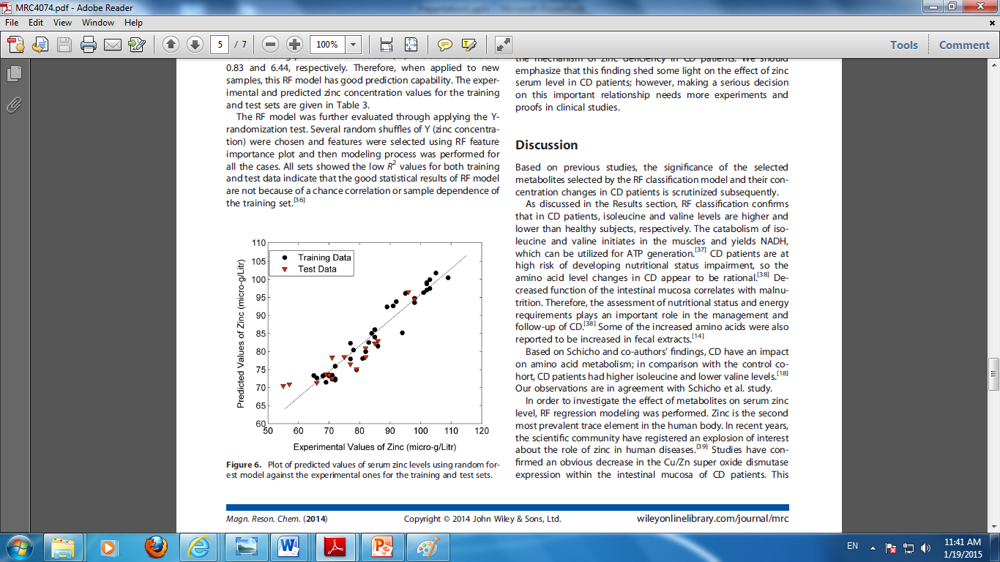 MRC4074.pdf - Adobe Reader
File Edit View Window Help
5 / 7 100% Tools Comment
0.83 and 6.44, respectively. Therefore, when applied to new
samples, this RF model has good prediction capability. The exper-
imental and predicted zinc concentration values for the training
and test sets are given in Table 3.
The RF model was further evaluated through applying the Y-
randomization test. Several random shuffles of Y (zinc concentra-
tion) were chosen and features were selected using RF feature
importance plot and then modeling process was performed for
all the cases. All sets showed the low R² values for both training
and test data indicate that the good statistical results of RF model
are not because of a chance correlation or sample dependence of
the training set.[36]
110
105
100
95
90
85
80
75
70
65
60
50 60 70 80 90 100 110 120
Training Data
Test Data
Predicted Values of Zinc (micro-g/Litr)
Experimental Values of Zinc (micro-g/Litr)
Figure 6. Plot of predicted values of serum zinc levels using random for-
est model against the experimental ones for the training and test sets.
the mechanism of zinc deficiency in CD patients. We should
emphasize that this finding shed some light on the effect of zinc
serum level in CD patients; however, making a serious decision
on this important relationship needs more experiments and
proofs in clinical studies.
Discussion
Based on previous studies, the significance of the selected
metabolites selected by the RF classification model and their con-
centration changes in CD patients is scrutinized subsequently.
As discussed in the Results section, RF classification confirms
that in CD patients, isoleucine and valine levels are higher and
lower than healthy subjects, respectively. The catabolism of iso-
leucine and valine initiates in the muscles and yields NADH,
which can be utilized for ATP generation.[37] CD patients are at
high risk of developing nutritional status impairment, so the
amino acid level changes in CD appear to be rational.[38] De-
creased function of the intestinal mucosa correlates with malnu-
trition. Therefore, the assessment of nutritional status and energy
requirements plays an important role in the management and
follow-up of CD.[38] Some of the increased amino acids were also
reported to be increased in fecal extracts.[14]
Based on Schicho and co-authors' findings, CD have an impact
on amino acid metabolism; in comparison with the control co-
hort, CD patients had higher isoleucine and lower valine levels.[18]
Our observations are in agreement with Schicho et al. study.
In order to investigate the effect of metabolites on serum zinc
level, RF regression modeling was performed. Zinc is the second
most prevalent trace element in the human body. In recent years,
the scientific community have registered an explosion of interest
about the role of zinc in human diseases.[39] Studies have con-
firmed an obvious decrease in the Cu/Zn super oxide dismutase
expression within the intestinal mucosa of CD patients. This
Magn. Reson. Chem. (2014) Copyright © 2014 John Wiley & Sons, Ltd. wileyonlinelibrary.com/journal/mrc
EN 11:41 AM
1/19/2015